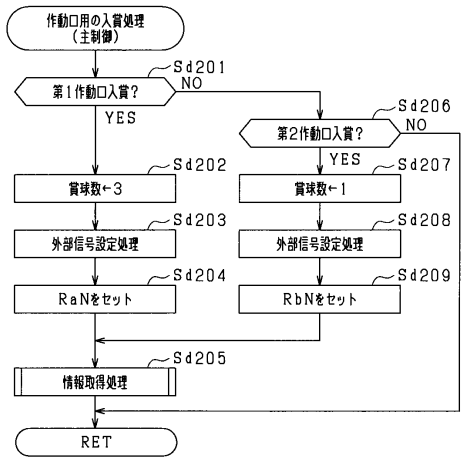 作動口用の入賞処理
(主制御)
Sd201
第1作動口入賞?
NO
YES
Sd206
第2作動口入賞?
NO
YES
Sd202
賞球数←3
Sd207
賞球数←1
Sd203
外部信号設定処理
Sd208
外部信号設定処理
Sd204
RaNをセット
Sd209
RbNをセット
Sd205
情報取得処理
RET